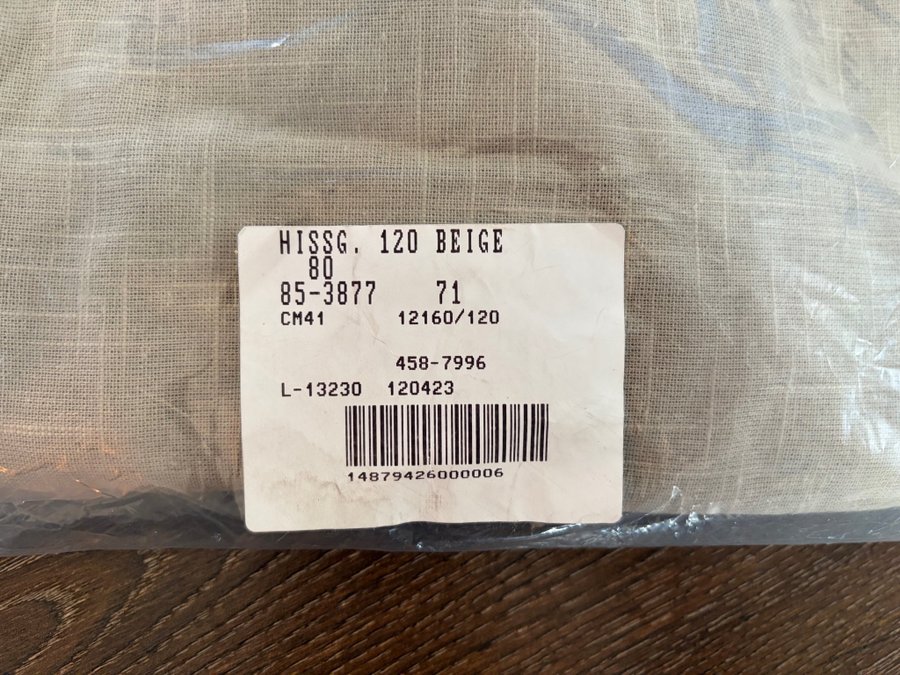 HISSG. 120 BEIGE
80
85-3877 71
CM41 12160/120
458-7996
L-13230 120423
14879426000006